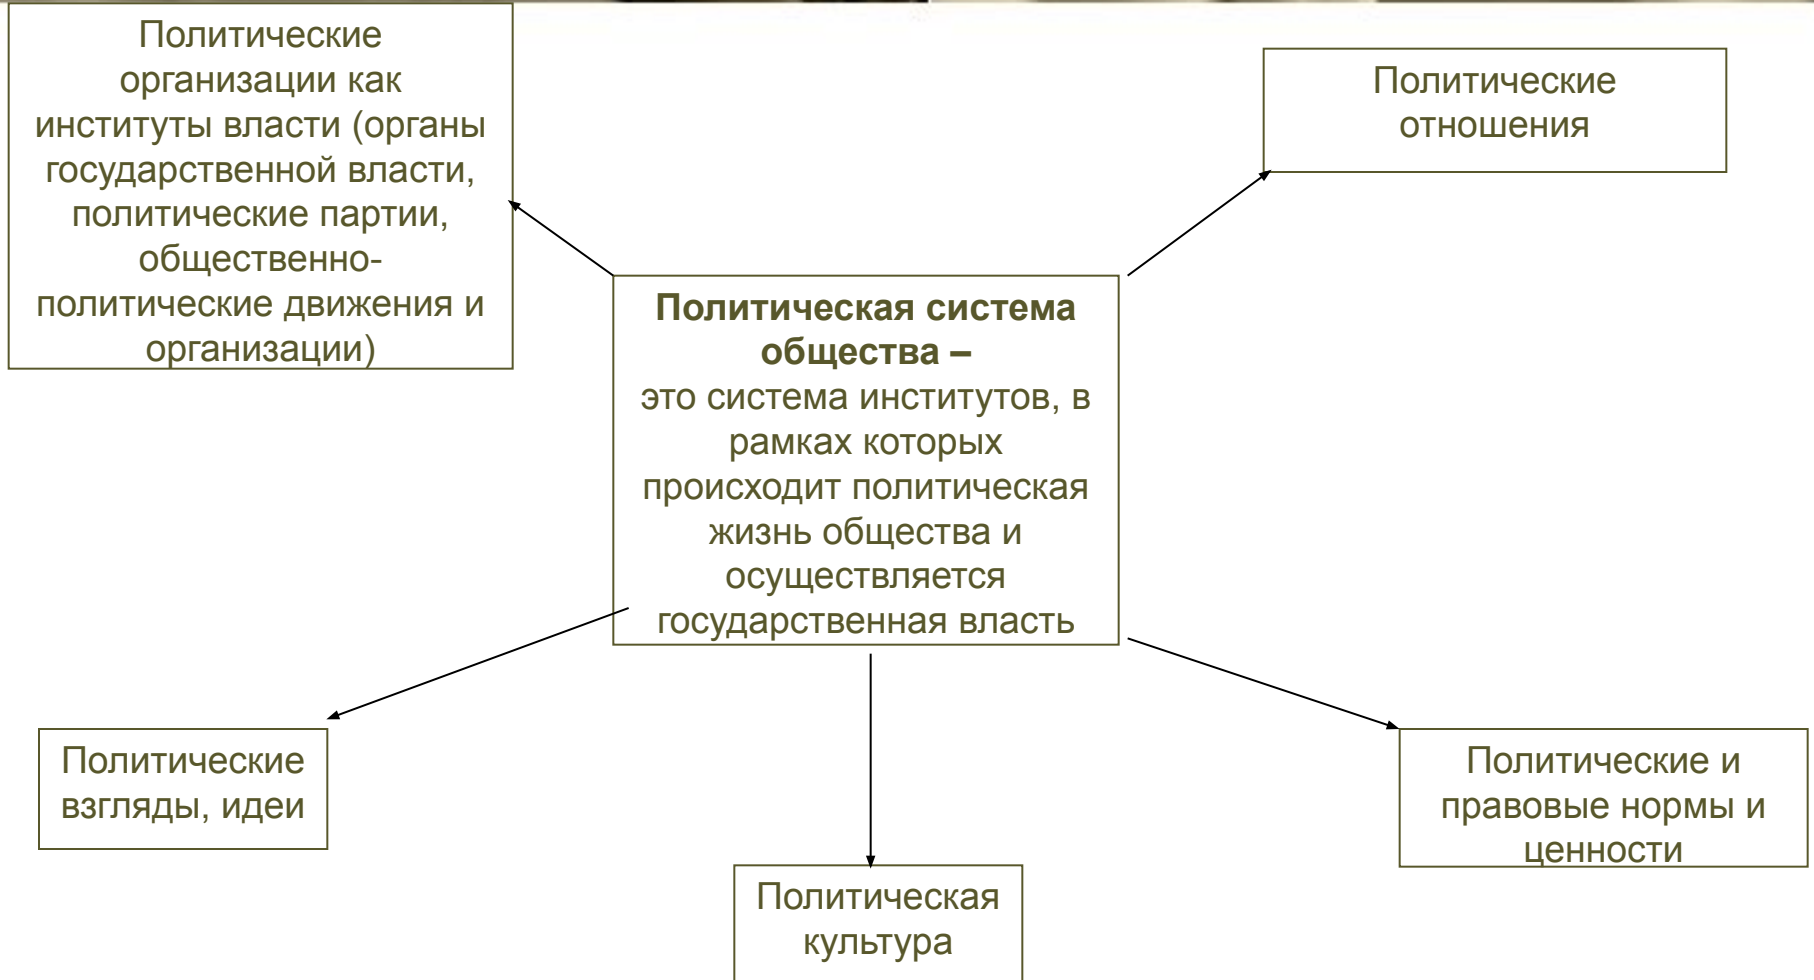 Политические
организации как
институты власти (органы
государственной власти,
политические партии,
общественно-
политические движения и
организации)
Политические
отношения
Политическая система
общества –
это система институтов, в
рамках которых
происходит политическая
жизнь общества и
осуществляется
государственная власть
Политические
взгляды, идеи
Политическая
культура
Политические и
правовые нормы и
ценности